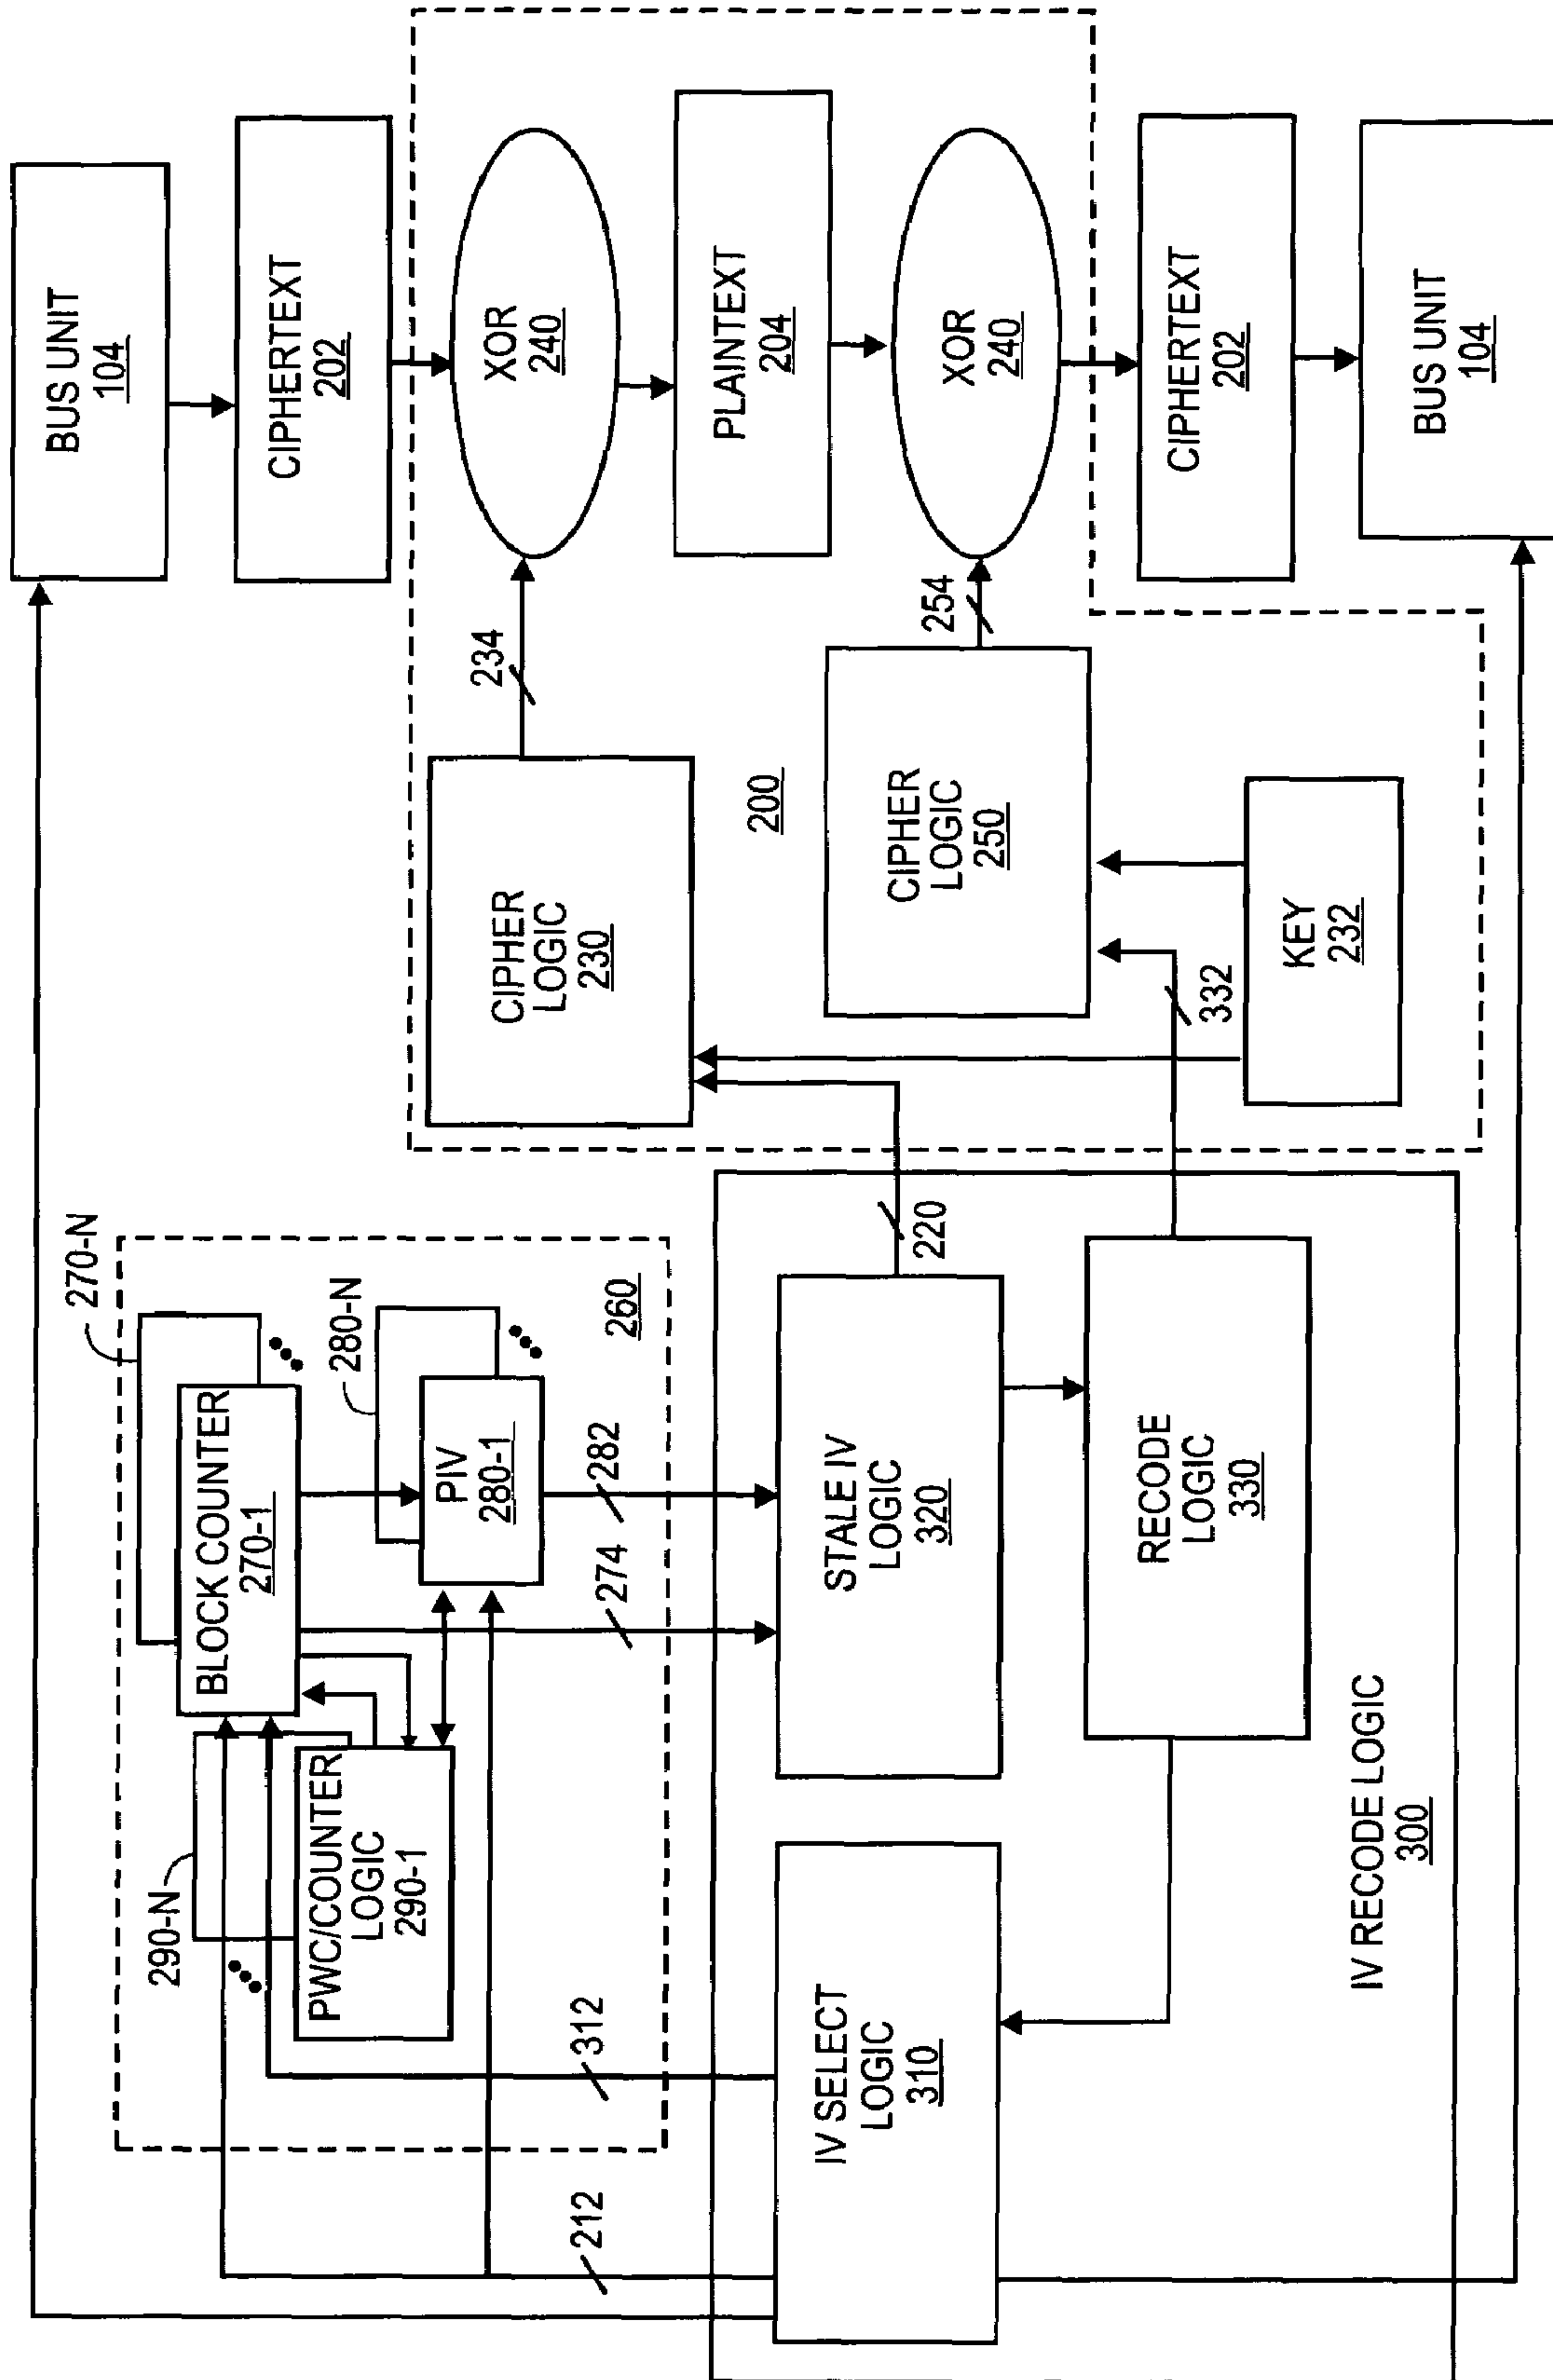 BUS UNIT
104
CIPHERTEXT
202
XOR
240
PLAINTEXT
204
XOR
240
CIPHERTEXT
202
BUS UNIT
104
234
254
CIPHER
LOGIC
230
200
CIPHER
LOGIC
250
KEY
232
332
220
270-N
BLOCK COUNTER
270-1
280-N
PIV
280-1
260
290-N
PWC/COUNTER
LOGIC
290-1
282
274
312
212
STALE IV
LOGIC
320
RECODE
LOGIC
330
IV SELECT
LOGIC
310
IV RECODE LOGIC
300